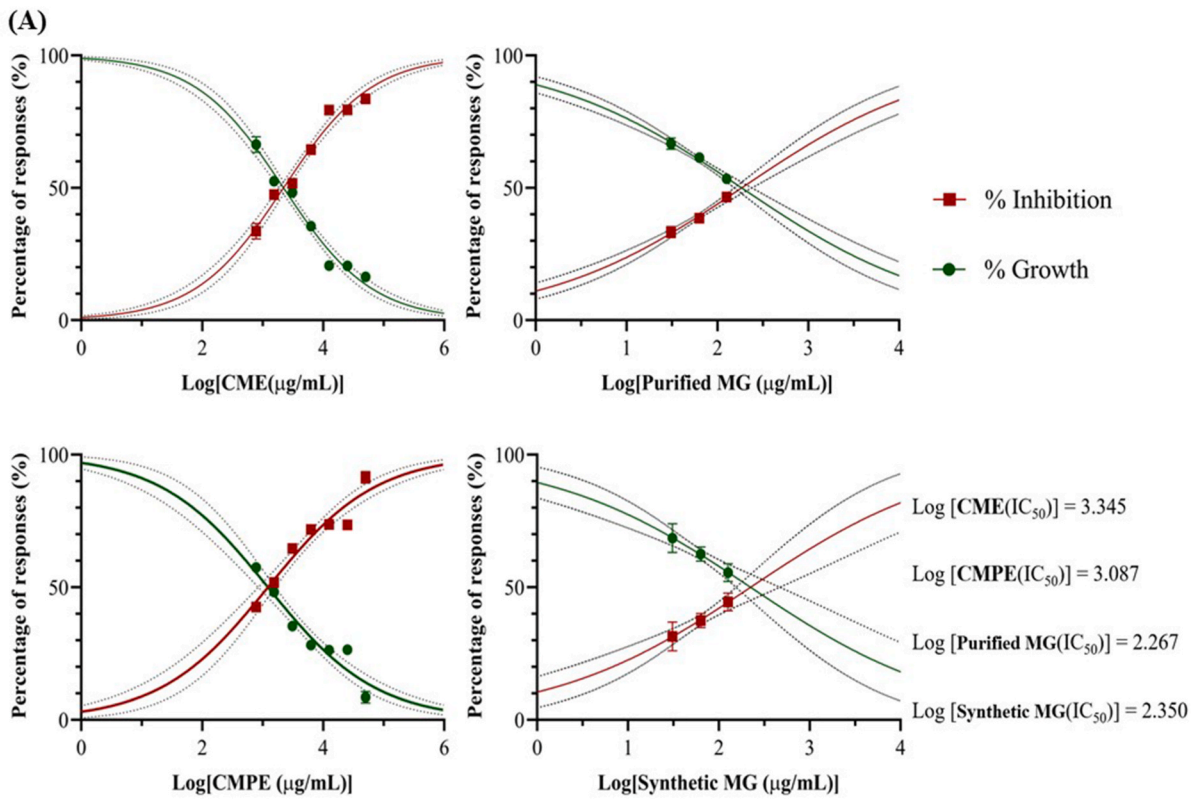 (A)
Percentage of responses (%)
100
50
0
0
2
4
6
Log[CME(μg/mL)]
Percentage of responses (%)
100
50
0
0
1
2
3
4
Log[Purified MG (μg/mL)]
% Inhibition
% Growth
Percentage of responses (%)
100
50
0
0
2
4
6
Log[CMPE (μg/mL)]
Percentage of responses (%)
100
50
0
0
1
2
3
4
Log[Synthetic MG (μg/mL)]
Log [CME(IC₅₀)] = 3.345
Log [CMPE(IC₅₀)] = 3.087
Log [Purified MG(IC₅₀)] = 2.267
Log [Synthetic MG(IC₅₀)] = 2.350